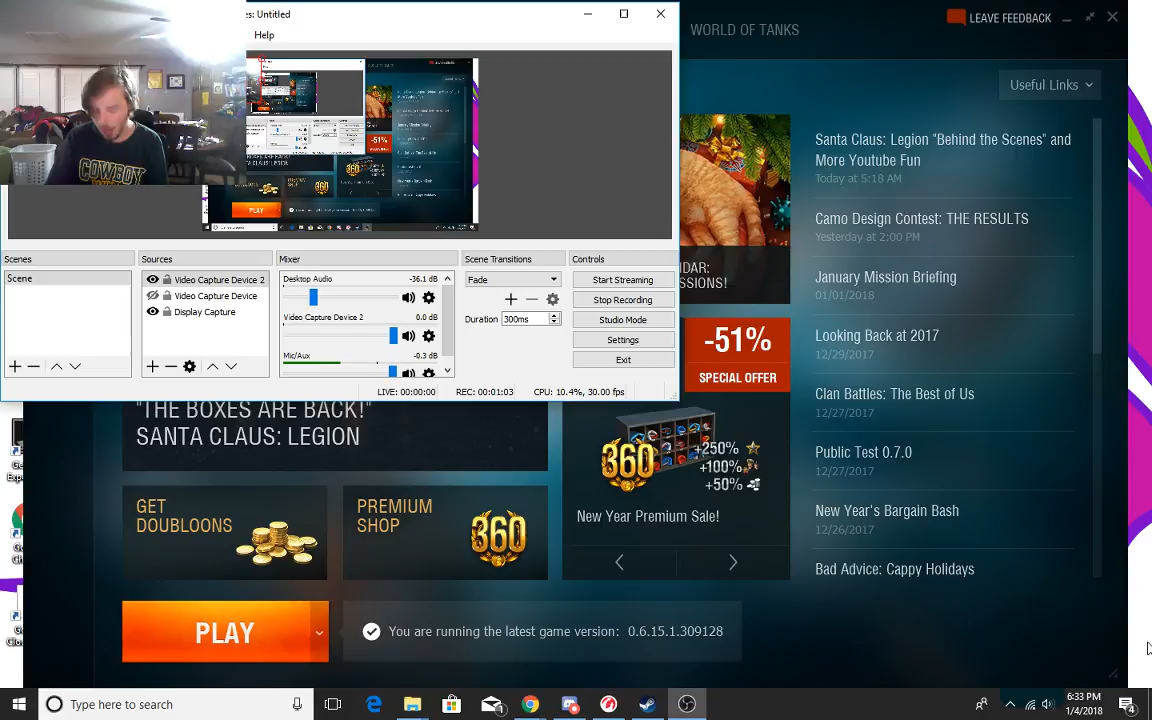 s: Untitled
Help
WORLD OF TANKS
LEAVE FEEDBACK
Useful Links
COWBOY
PLAY
-51%
360
Santa Claus: Legion "Behind the Scenes" and
More Youtube Fun
Today at 5:18 AM
Camo Design Contest: THE RESULTS
Yesterday at 2:00 PM
January Mission Briefing
01/01/2018
Looking Back at 2017
12/29/2017
Clan Battles: The Best of Us
12/27/2017
Public Test 0.7.0
12/27/2017
New Year's Bargain Bash
12/26/2017
Bad Advice: Cappy Holidays
DAR:
SSIONS!
Scenes
Scene
Sources
Video Capture Device 2
Video Capture Device
Display Capture
Mixer
Desktop Audio
-36.1 dB
Video Capture Device 2
0.0 dB
Mic/Aux
-0.3 dB
Scene Transitions
Fade
Duration
300ms
Controls
Start Streaming
Stop Recording
Studio Mode
Settings
Exit
LIVE: 00:00:00
REC: 00:01:03
CPU: 10.4%, 30.00 fps
-51%
SPECIAL OFFER
"THE BOXES ARE BACK!"
SANTA CLAUS: LEGION
360
+250%
+100%
+50%
New Year Premium Sale!
GET
DOUBLOONS
PREMIUM
SHOP
360
PLAY
You are running the latest game version: 0.6.15.1.309128
Type here to search
6:33 PM
1/4/2018
4